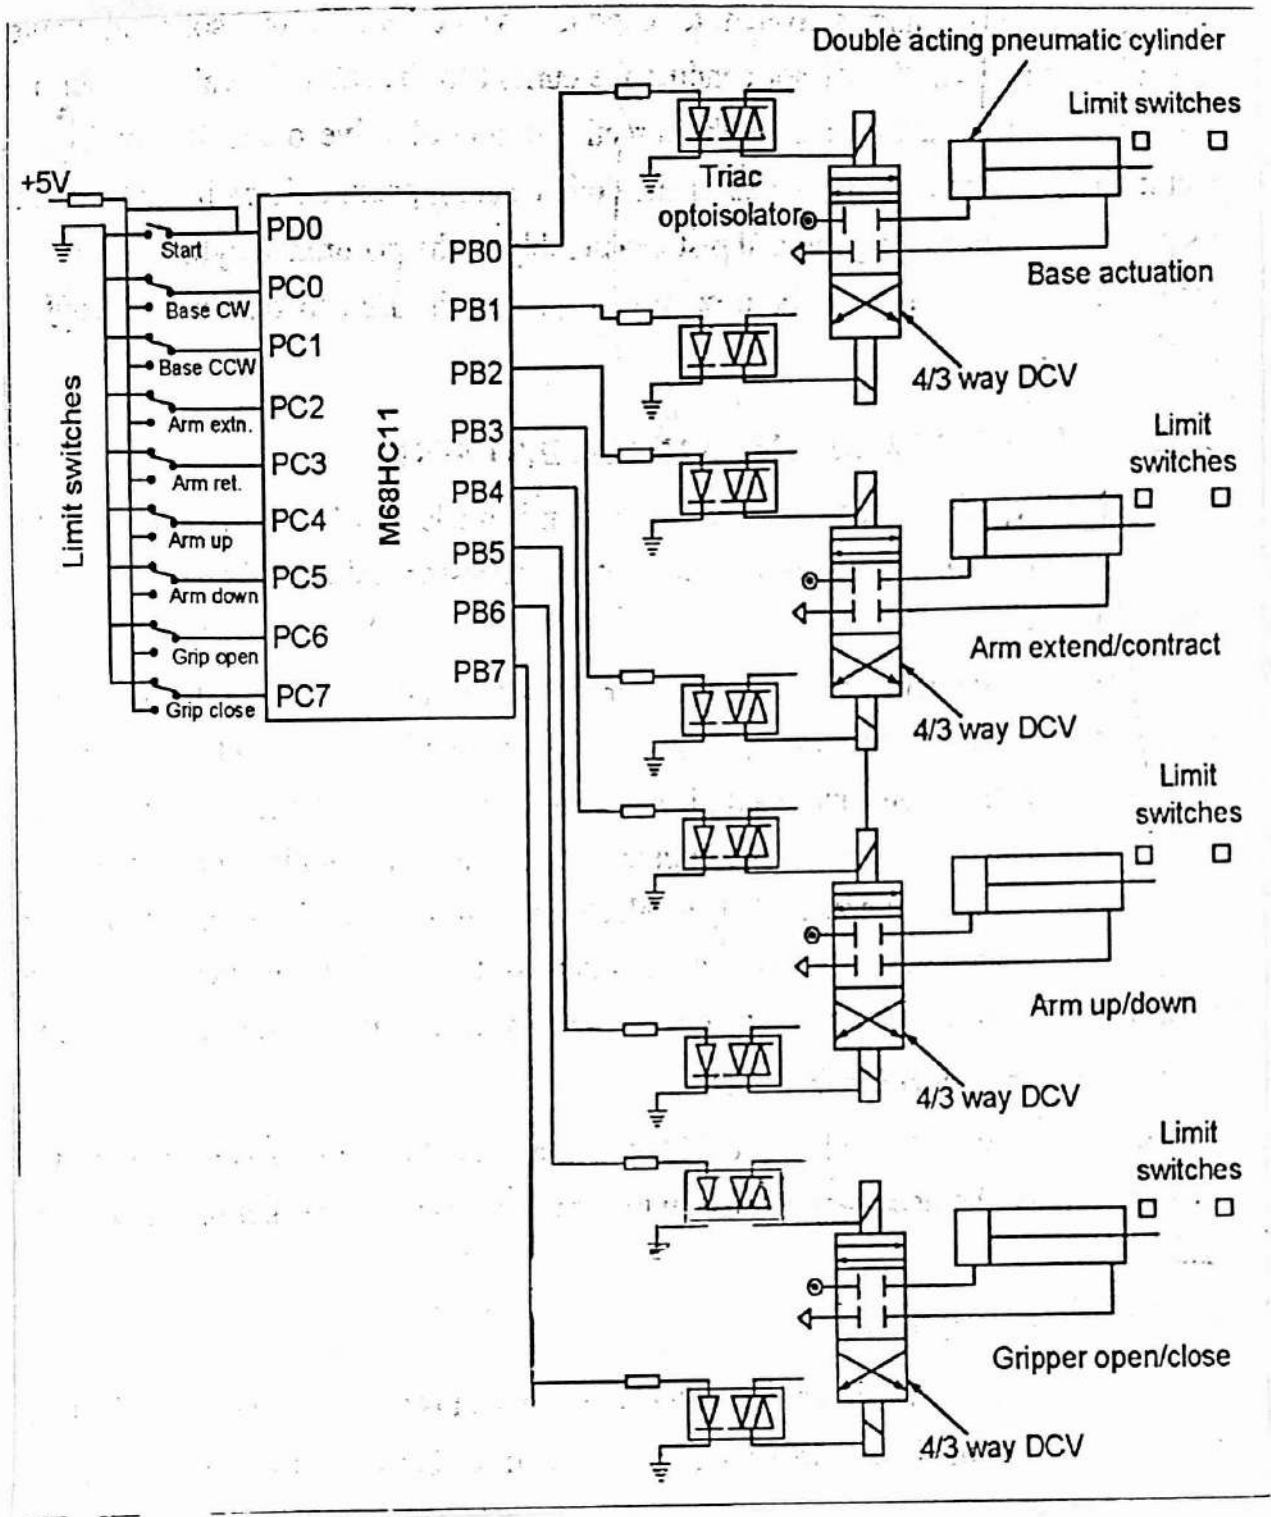 Double acting pneumatic cylinder
Limit switches
+5V
Triac
optoisolator
Start
PD0
PB0
Base actuation
Base CW
PC0
PB1
Base CCW
PC1
PB2
4/3 way DCV
Limit switches
Arm extn.
PC2
M68HC11
PB3
Limit
switches
Arm ret.
PC3
PB4
Arm up
PC4
PB5
Arm down
PC5
PB6
Arm extend/contract
Grip open
PC6
PB7
Grip close
PC7
4/3 way DCV
Limit
switches
Arm up/down
4/3 way DCV
Limit
switches
Gripper open/close
4/3 way DCV